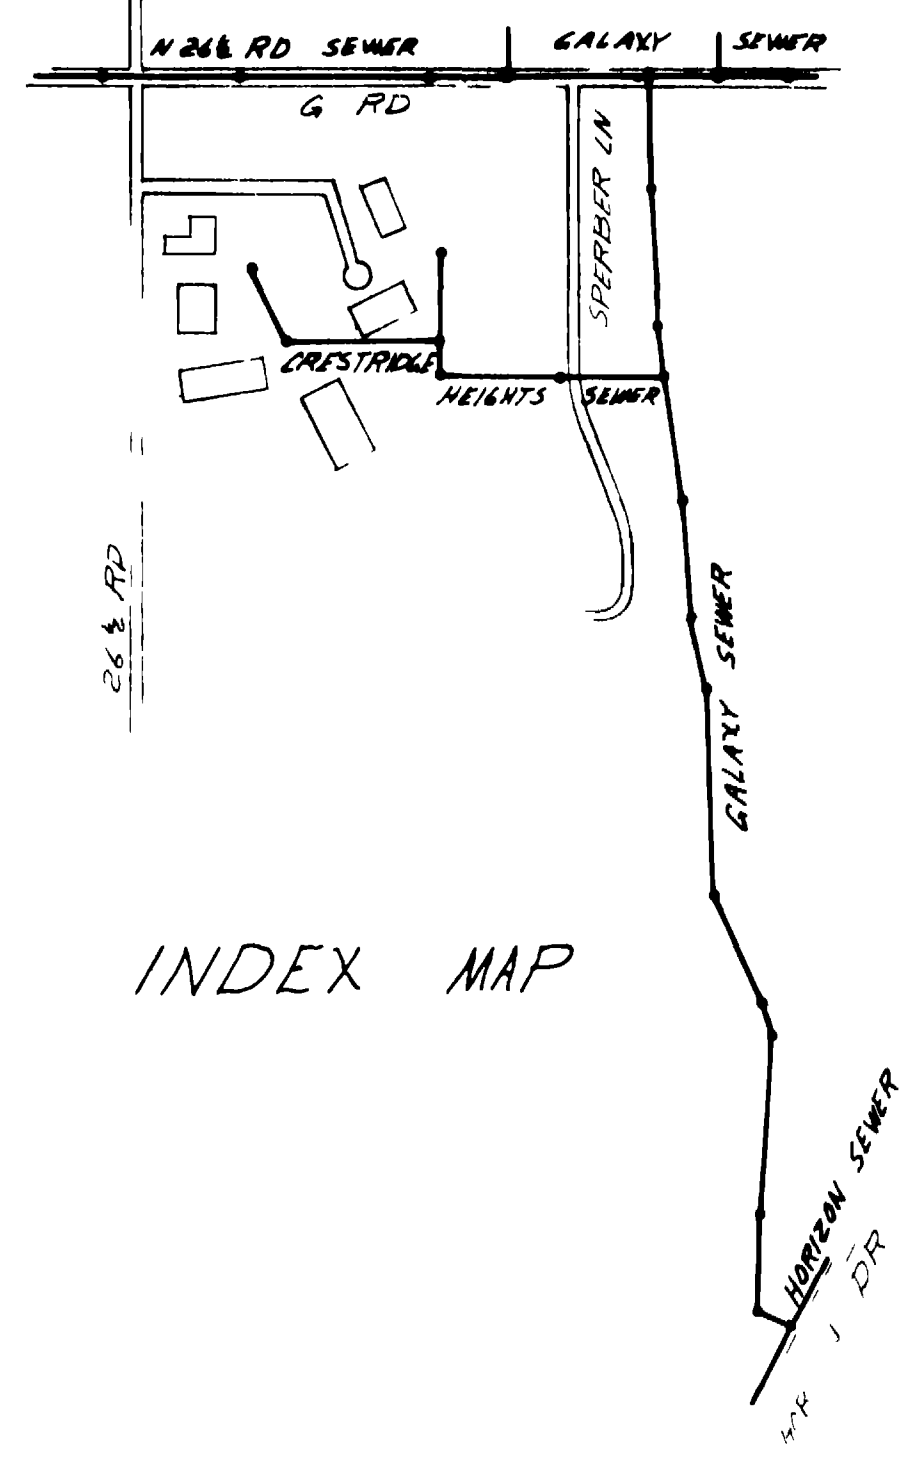 N 26½ RD SEWER
GALAXY SEWER
G RD
SPERBER LN
CRESTRIDGE
HEIGHTS SEWER
26½ RD
GALAXY SEWER
INDEX MAP
HORIZON SEWER
DR